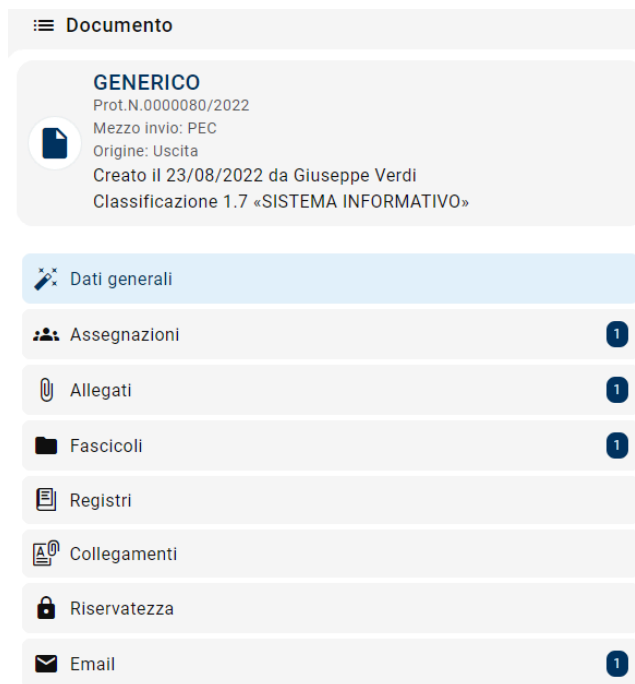 Documento
GENERICO
Prot.N.0000080/2022
Mezzo invio: PEC
Origine: Uscita
Creato il 23/08/2022 da Giuseppe Verdi
Classificazione 1.7 «SISTEMA INFORMATIVO»
Dati generali
Assegnazioni 1
Allegati 1
Fascicoli 1
Registri
Collegamenti
Riservatezza
Email 1